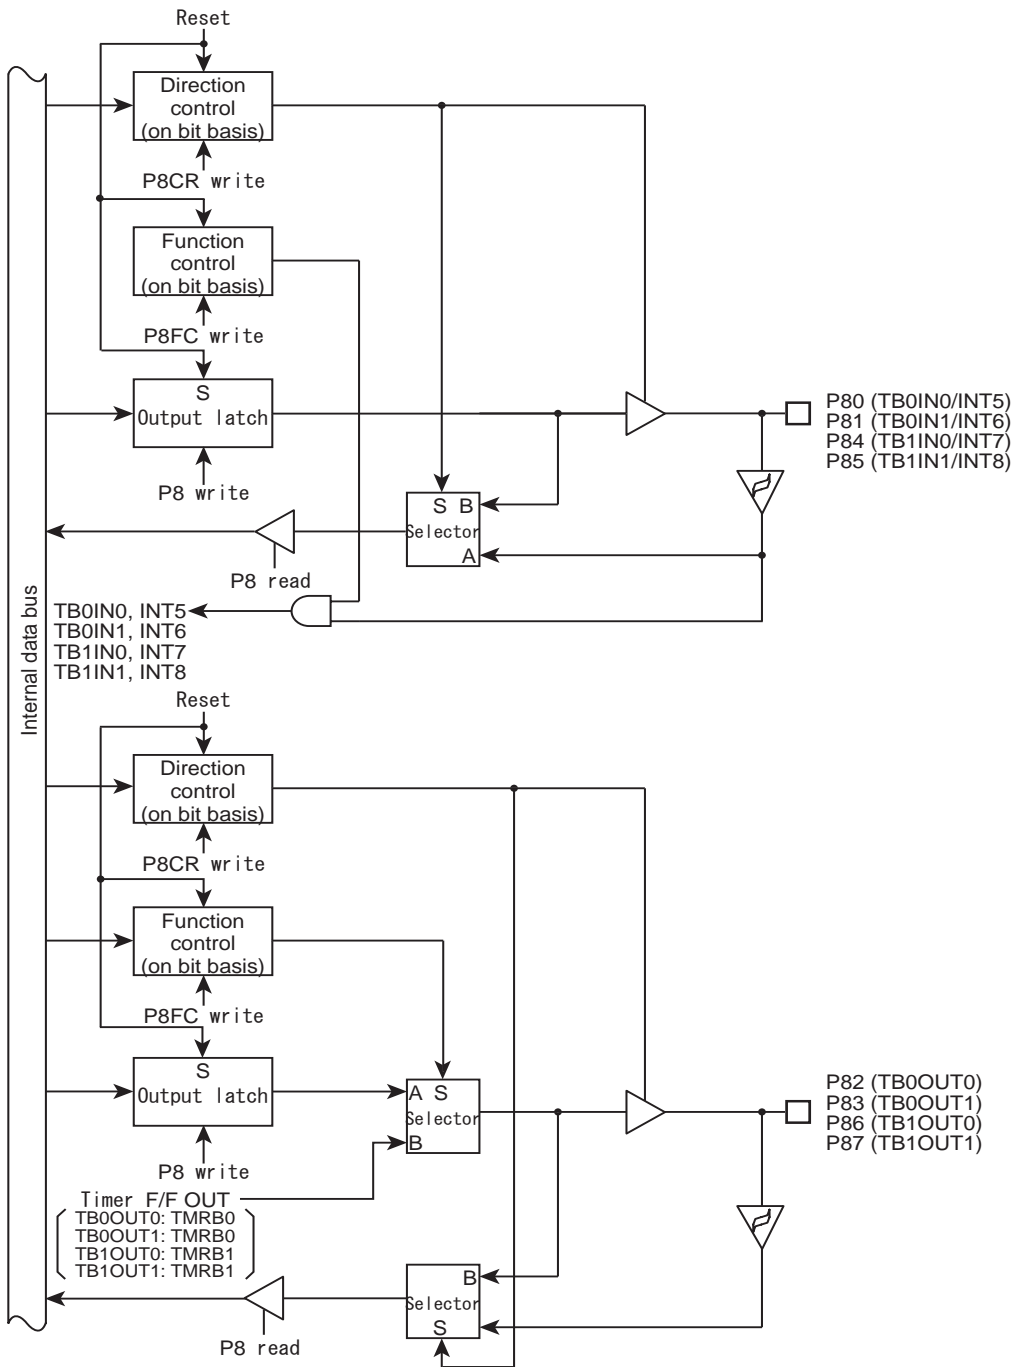 Reset
Direction
control
(on bit basis)
P8CR write
Function
control
(on bit basis)
P8FC write
S
Output latch
P8 write
P80 (TB0IN0/INT5)
P81 (TB0IN1/INT6)
P84 (TB1IN0/INT7)
P85 (TB1IN1/INT8)
S B
Selector
A
P8 read
TB0IN0, INT5
TB0IN1, INT6
TB1IN0, INT7
TB1IN1, INT8
Internal data bus
Reset
Direction
control
(on bit basis)
P8CR write
Function
control
(on bit basis)
P8FC write
S
Output latch
P8 write
A S
Selector
B
P82 (TB0OUT0)
P83 (TB0OUT1)
P86 (TB1OUT0)
P87 (TB1OUT1)
Timer F/F OUT
TB0OUT0: TMRB0
TB0OUT1: TMRB0
TB1OUT0: TMRB1
TB1OUT1: TMRB1
B
Selector
S
P8 read